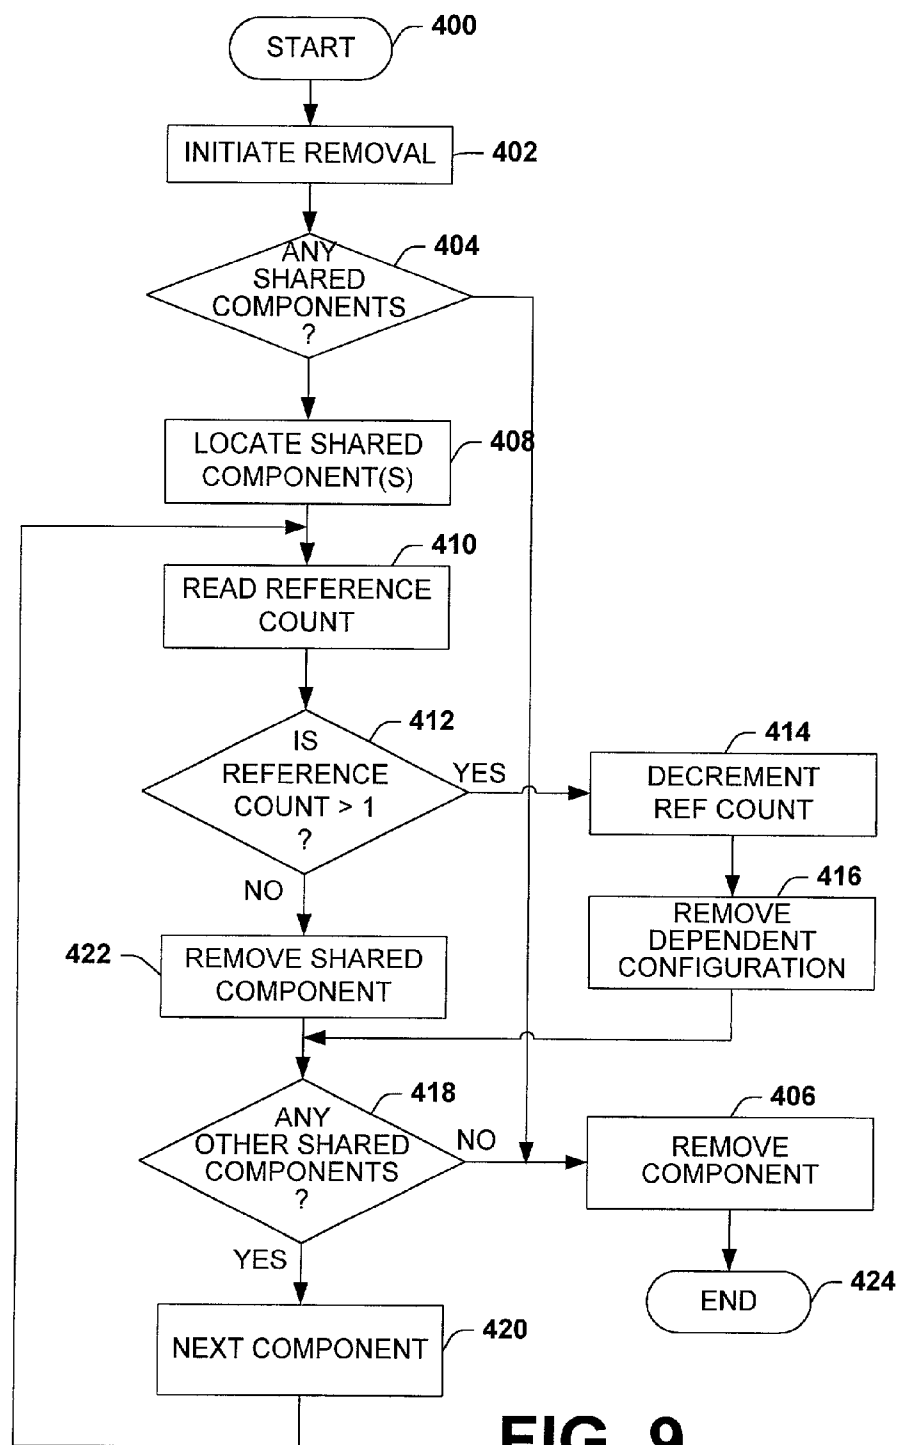 START
400
INITIATE REMOVAL
402
ANY
SHARED
COMPONENTS
?
404
LOCATE SHARED
COMPONENT(S)
408
READ REFERENCE
COUNT
410
IS
REFERENCE
COUNT > 1
?
412
YES
DECREMENT
REF COUNT
414
REMOVE
DEPENDENT
CONFIGURATION
416
NO
REMOVE SHARED
COMPONENT
422
ANY
OTHER SHARED
COMPONENTS
?
418
NO
REMOVE
COMPONENT
406
YES
END
424
NEXT COMPONENT
420
FIG. 9